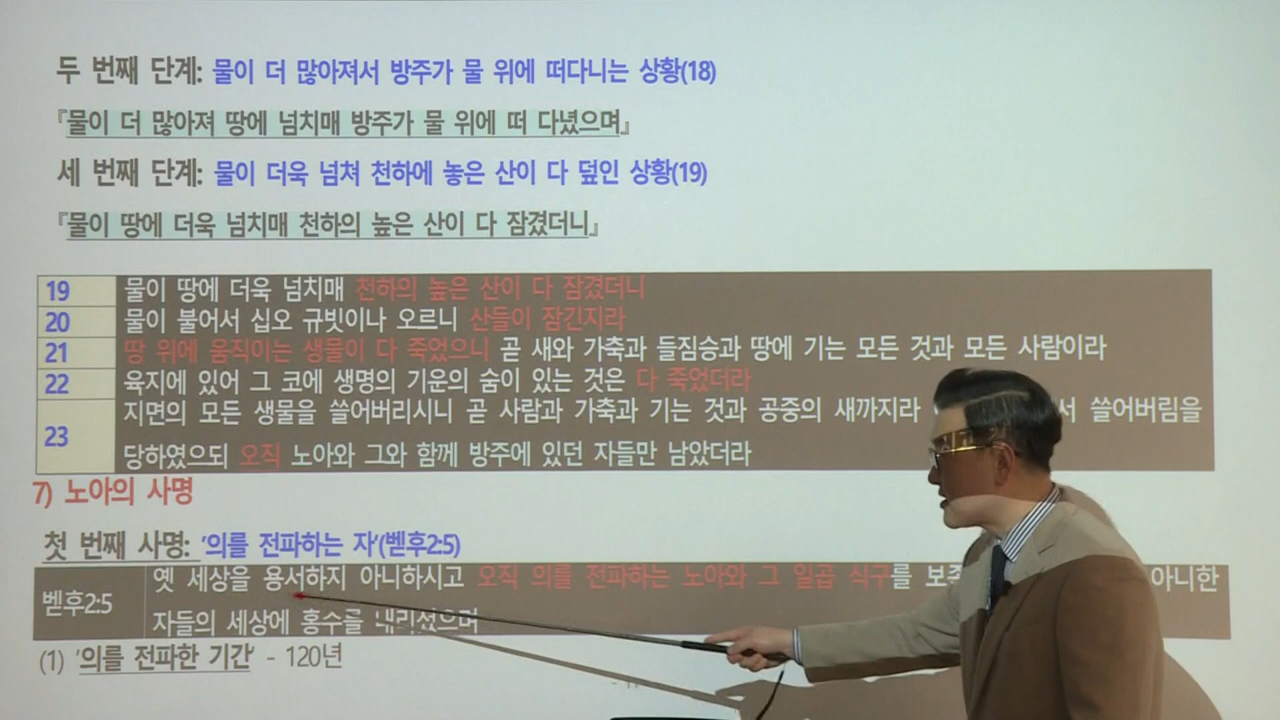 두 번째 단계: 물이 더 많아져서 방주가 물 위에 떠다니는 상황(18)
『물이 더 많아져 땅에 넘치매 방주가 물 위에 떠 다녔으며』
세 번째 단계: 물이 더욱 넘쳐 천하에 놓은 산이 다 덮인 상황(19)
『물이 땅에 더욱 넘치매 천하의 높은 산이 다 잠겼더니』
19 물이 땅에 더욱 넘치매 천하의 높은 산이 다 잠겼더니
20 물이 불어서 십오 규빗이나 오르니 산들이 잠긴지라
21 땅 위에 움직이는 생물이 다 죽었으니 곧 새와 가축과 들짐승과 땅에 기는 모든 것과 모든 사람이라
22 육지에 있어 그 코에 생명의 기운의 숨이 있는 것은 다 죽었더라
23 지면의 모든 생물을 쓸어버리시니 곧 사람과 가축과 기는 것과 공중의 새까지라 서 쓸어버림을
당하였으되 오직 노아와 그와 함께 방주에 있던 자들만 남았더라
7) 노아의 사명
첫 번째 사명: '의를 전파하는 자'(벧후2:5)
벧후2:5 옛 세상을 용서하지 아니하시고 오직 의를 전파하는 노아와 그 일곱 식구를 아니한
자들의 세상에 홍수를 내리셨으며
(1) '의를 전파한 기간' - 120년